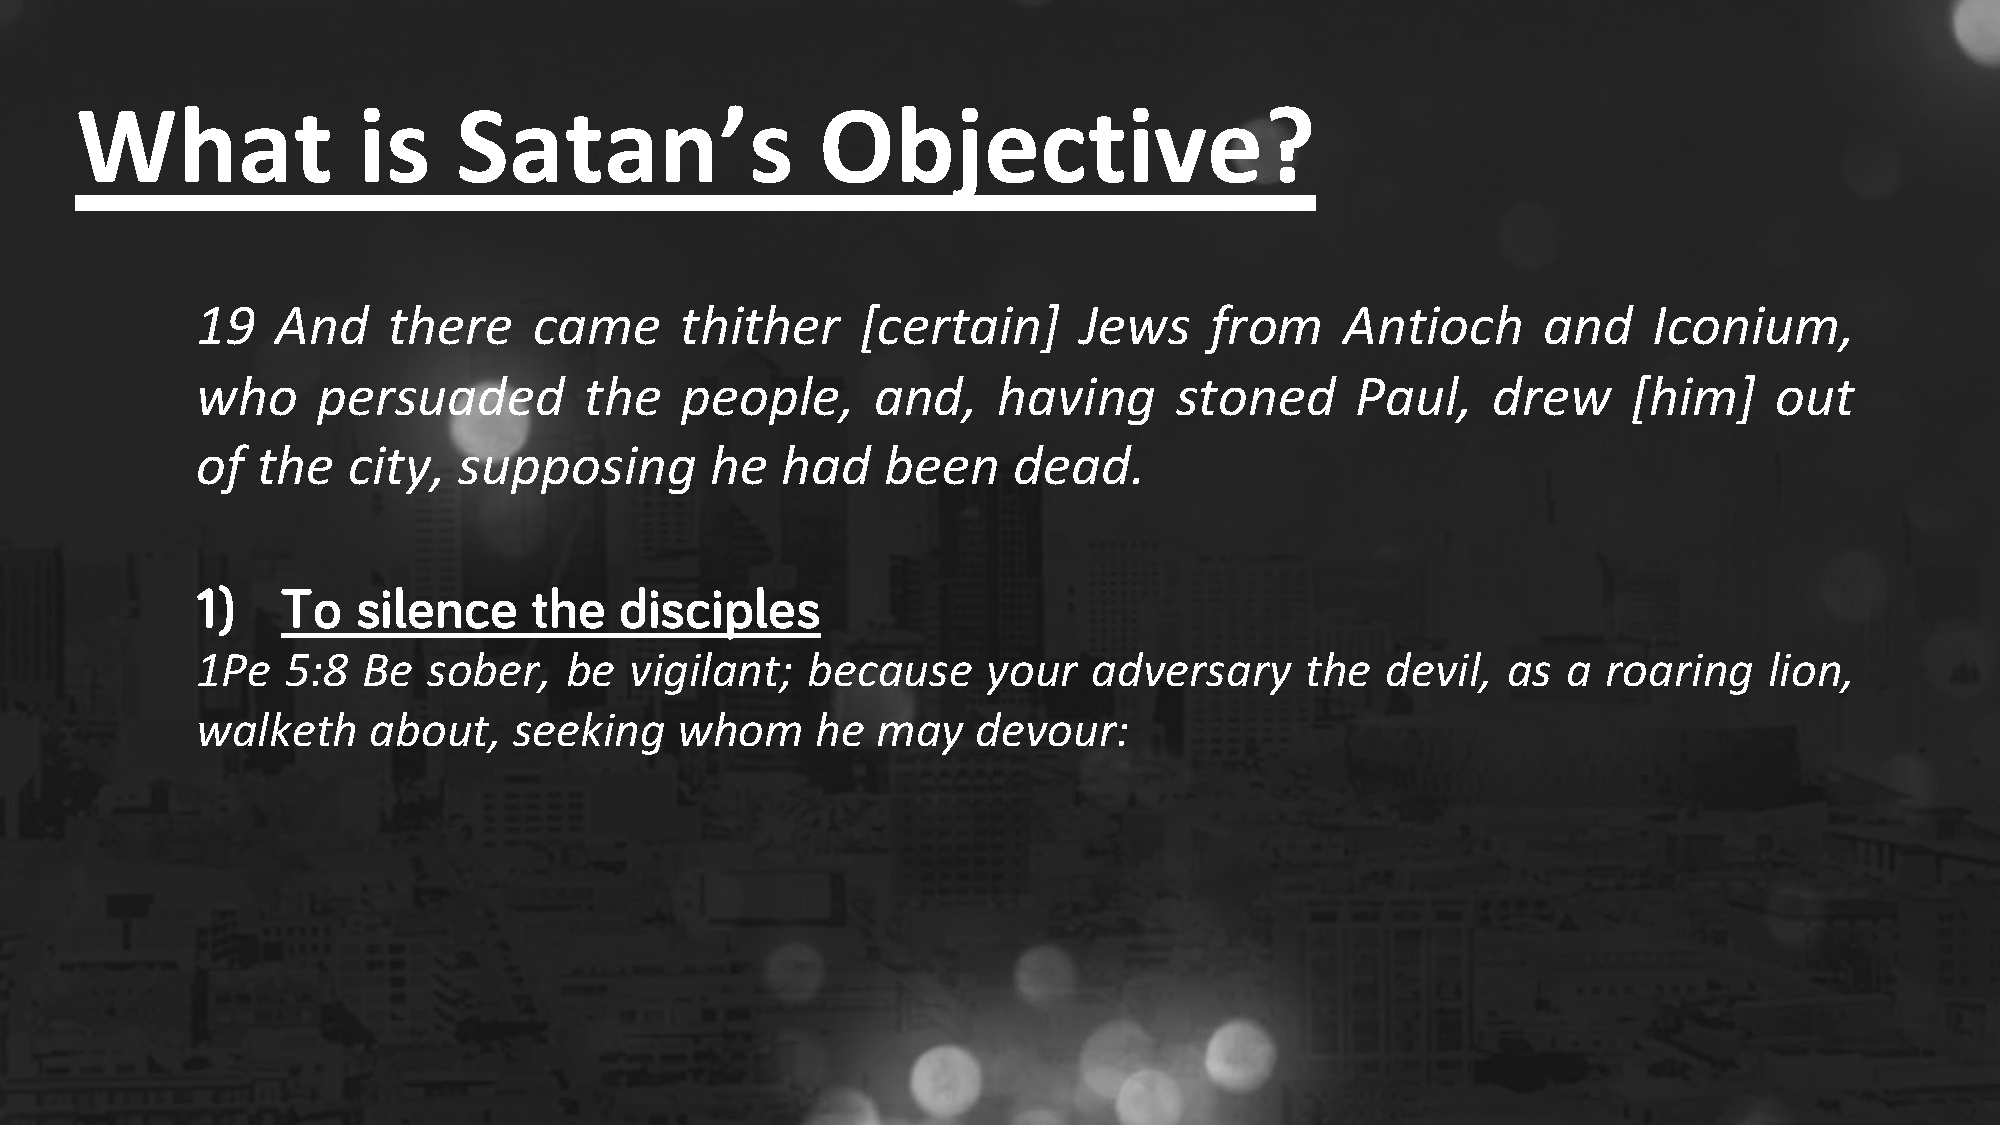 What is Satan’s Objective?
19 And there came thither [certain] Jews from Antioch and Iconium,
who persuaded the people, and, having stoned Paul, drew [him] out
of the city, supposing he had been dead.
1) To silence the disciples
1Pe 5:8 Be sober, be vigilant; because your adversary the devil, as a roaring lion,
walketh about, seeking whom he may devour: